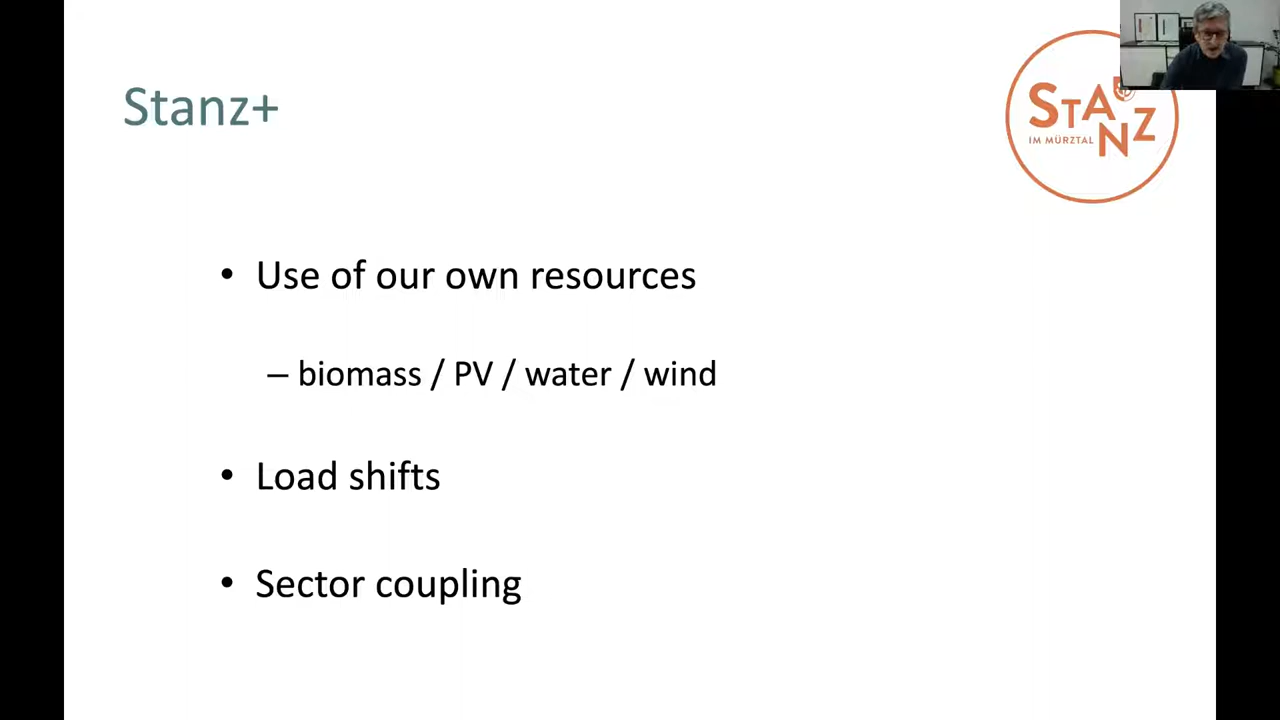 Stanz+
STANZ
IM MÜRZTAL
• Use of our own resources
– biomass / PV / water / wind
• Load shifts
• Sector coupling